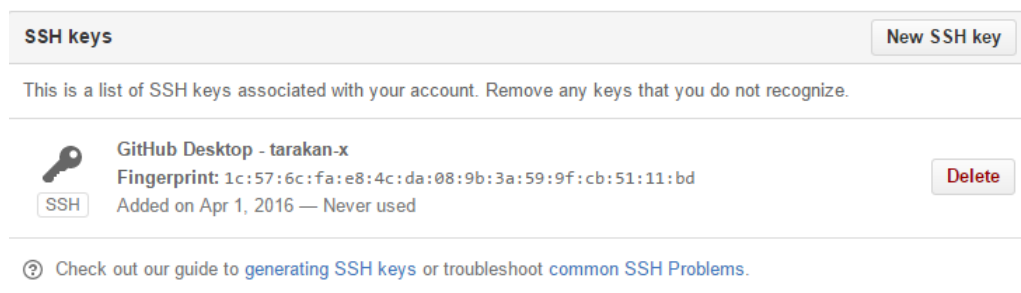 SSH keys
New SSH key
This is a list of SSH keys associated with your account. Remove any keys that you do not recognize.
GitHub Desktop - tarakan-x
Fingerprint: 1c:57:6c:fa:e8:4c:da:08:9b:3a:59:9f:cb:51:11:bd
Delete
SSH
Added on Apr 1, 2016 — Never used
Check out our guide to generating SSH keys or troubleshoot common SSH Problems.